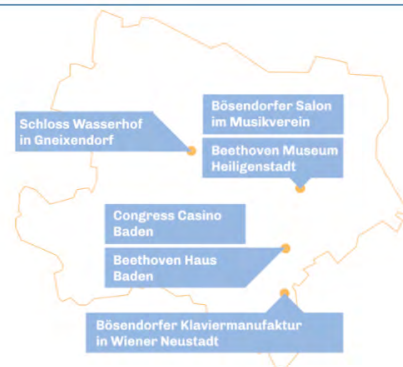 Bösendorfer Salon
im Musikverein
Schloss Wasserhof
in Gneixendorf
Beethoven Museum
Heiligenstadt
Congress Casino
Baden
Beethoven Haus
Baden
Bösendorfer Klaviermanufaktur
in Wiener Neustadt